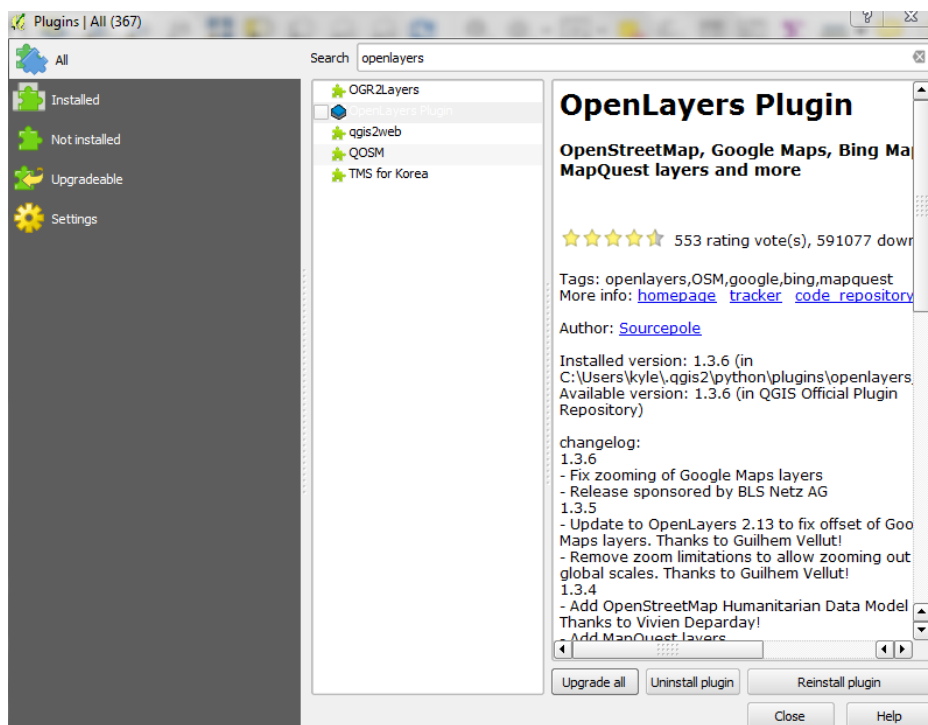 Plugins | All (367)
All
Installed
Not installed
Upgradeable
Settings
Search openlayers
OGR2Layers
OpenLayers Plugin
qgis2web
QOSM
TMS for Korea
OpenLayers Plugin
OpenStreetMap, Google Maps, Bing Map
MapQuest layers and more
553 rating vote(s), 591077 down
Tags: openlayers,OSM,google,bing,mapquest
More info: homepage tracker code_repository
Author: Sourcepole
Installed version: 1.3.6 (in
C:\Users\kyle\.qgis2\python\plugins\openlayers_
Available version: 1.3.6 (in QGIS Official Plugin
Repository)
changelog:
1.3.6
- Fix zooming of Google Maps layers
- Release sponsored by BLS Netz AG
1.3.5
- Update to OpenLayers 2.13 to fix offset of Goo
Maps layers. Thanks to Guilhem Vellut!
- Remove zoom limitations to allow zooming out
global scales. Thanks to Guilhem Vellut!
1.3.4
- Add OpenStreetMap Humanitarian Data Model
Thanks to Vivien Deparday!
- Add MapQuest layers
Upgrade all
Uninstall plugin
Reinstall plugin
Close
Help